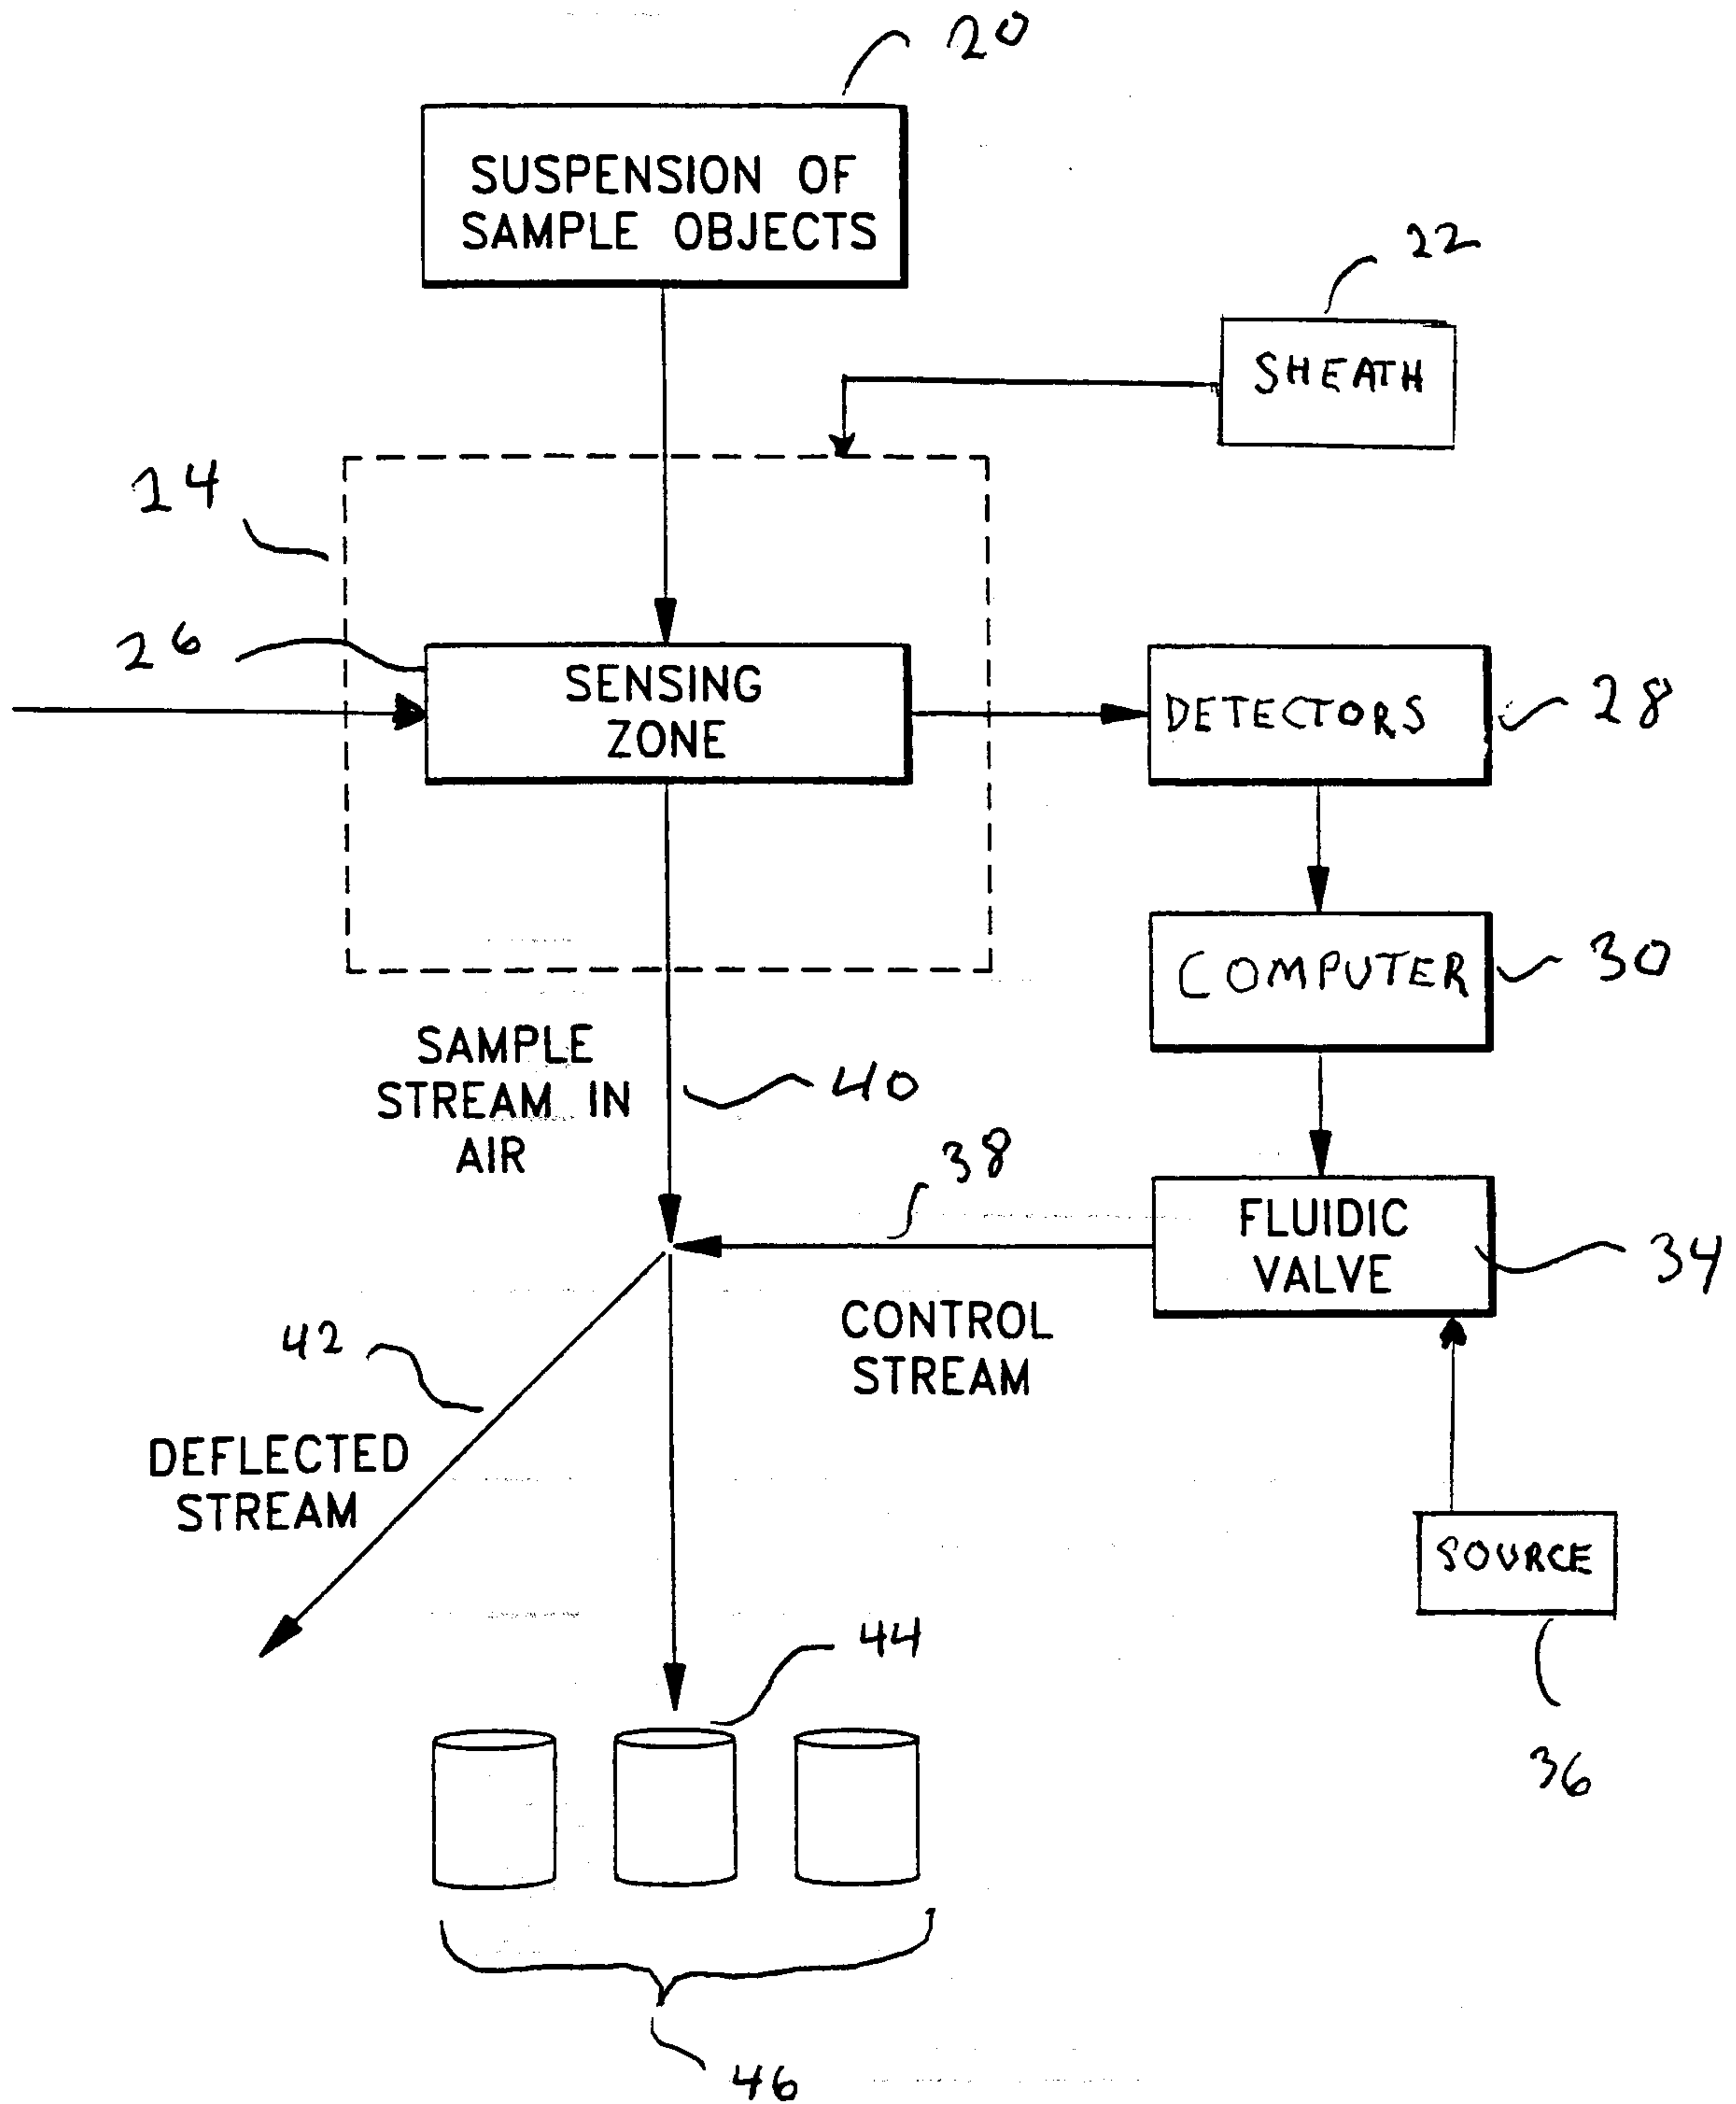 20
SUSPENSION OF
SAMPLE OBJECTS
22
SHEATH
24
26
SENSING
ZONE
DETECTORS
28
COMPUTER
30
SAMPLE
STREAM IN
AIR
40
38
FLUIDIC
VALVE
34
CONTROL
STREAM
42
DEFLECTED
STREAM
SOURCE
36
44
46